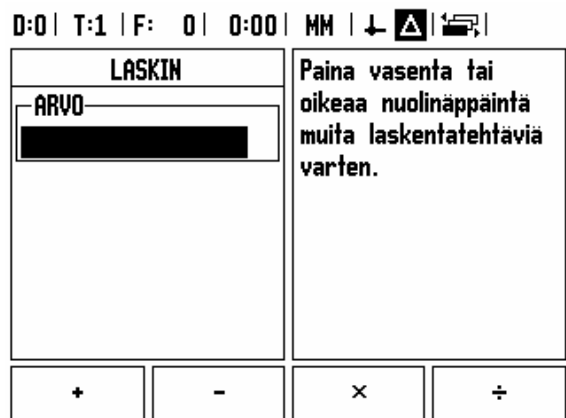 D:0 | T:1 | F: 0 | 0:00 | MM | Δ |
LASKIN
ARVO
Paina vasenta tai
oikeaa nuolinäppäintä
muita laskentatehtäviä
varten.
+ - × ÷